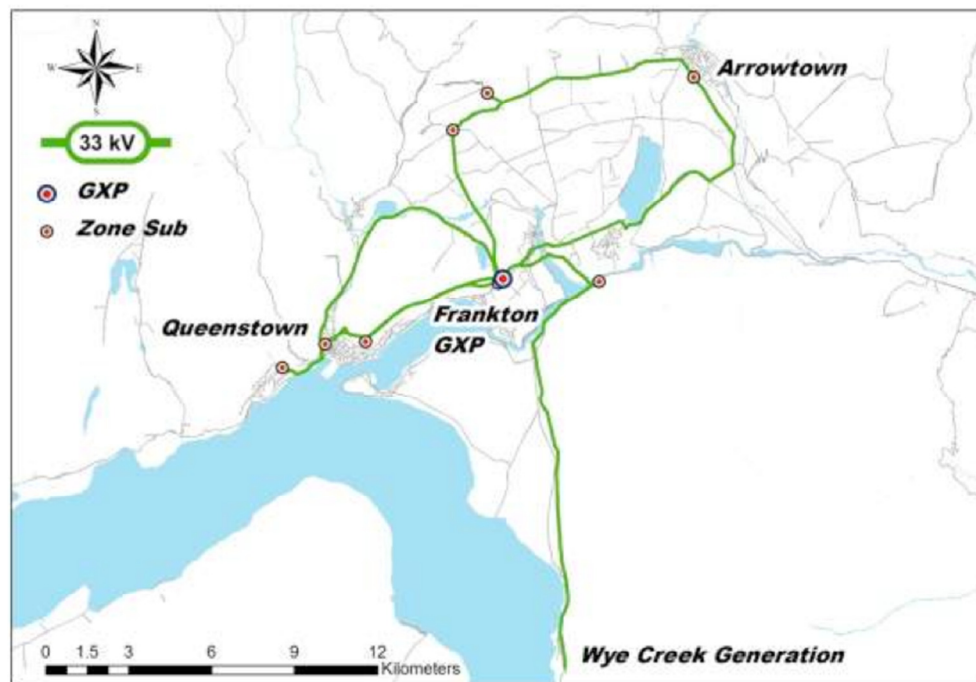 N
W E
S
33 kV
GXP
Zone Sub
Arrowtown
Queenstown
Frankton
GXP
Wye Creek Generation
0 1.5 3 6 9 12
Kilometers